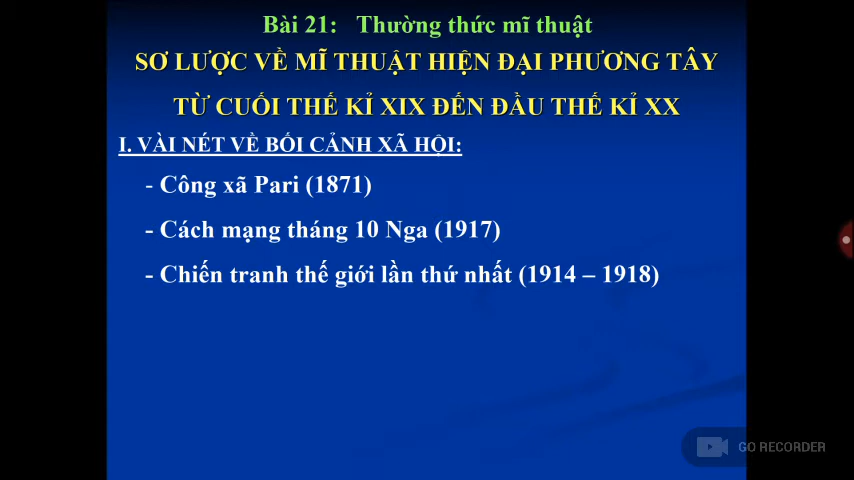 Bài 21: Thường thức mĩ thuật
SƠ LƯỢC VỀ MĨ THUẬT HIỆN ĐẠI PHƯƠNG TÂY
TỪ CUỐI THẾ KỈ XIX ĐẾN ĐẦU THẾ KỈ XX
I. VÀI NÉT VỀ BỐI CẢNH XÃ HỘI:
- Công xã Pari (1871)
- Cách mạng tháng 10 Nga (1917)
- Chiến tranh thế giới lần thứ nhất (1914 – 1918)
GO RECORDER